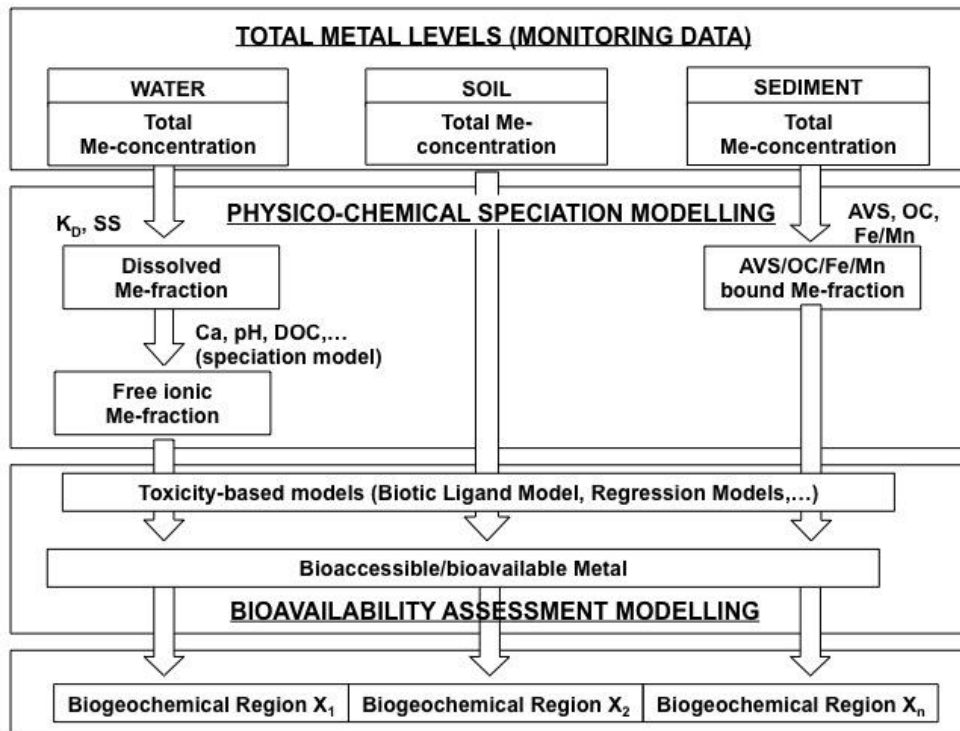 TOTAL METAL LEVELS (MONITORING DATA)
WATER
Total
Me-concentration
SOIL
Total Me-
concentration
SEDIMENT
Total
Me-concentration
PHYSICO-CHEMICAL SPECIATION MODELLING
K_D, SS
AVS, OC,
Fe/Mn
Dissolved
Me-fraction
AVS/OC/Fe/Mn
bound Me-fraction
Ca, pH, DOC,...
(speciation model)
Free ionic
Me-fraction
Toxicity-based models (Biotic Ligand Model, Regression Models,...)
Bioaccessible/bioavailable Metal
BIOAVAILABILITY ASSESSMENT MODELLING
Biogeochemical Region X₁
Biogeochemical Region X₂
Biogeochemical Region Xₙ